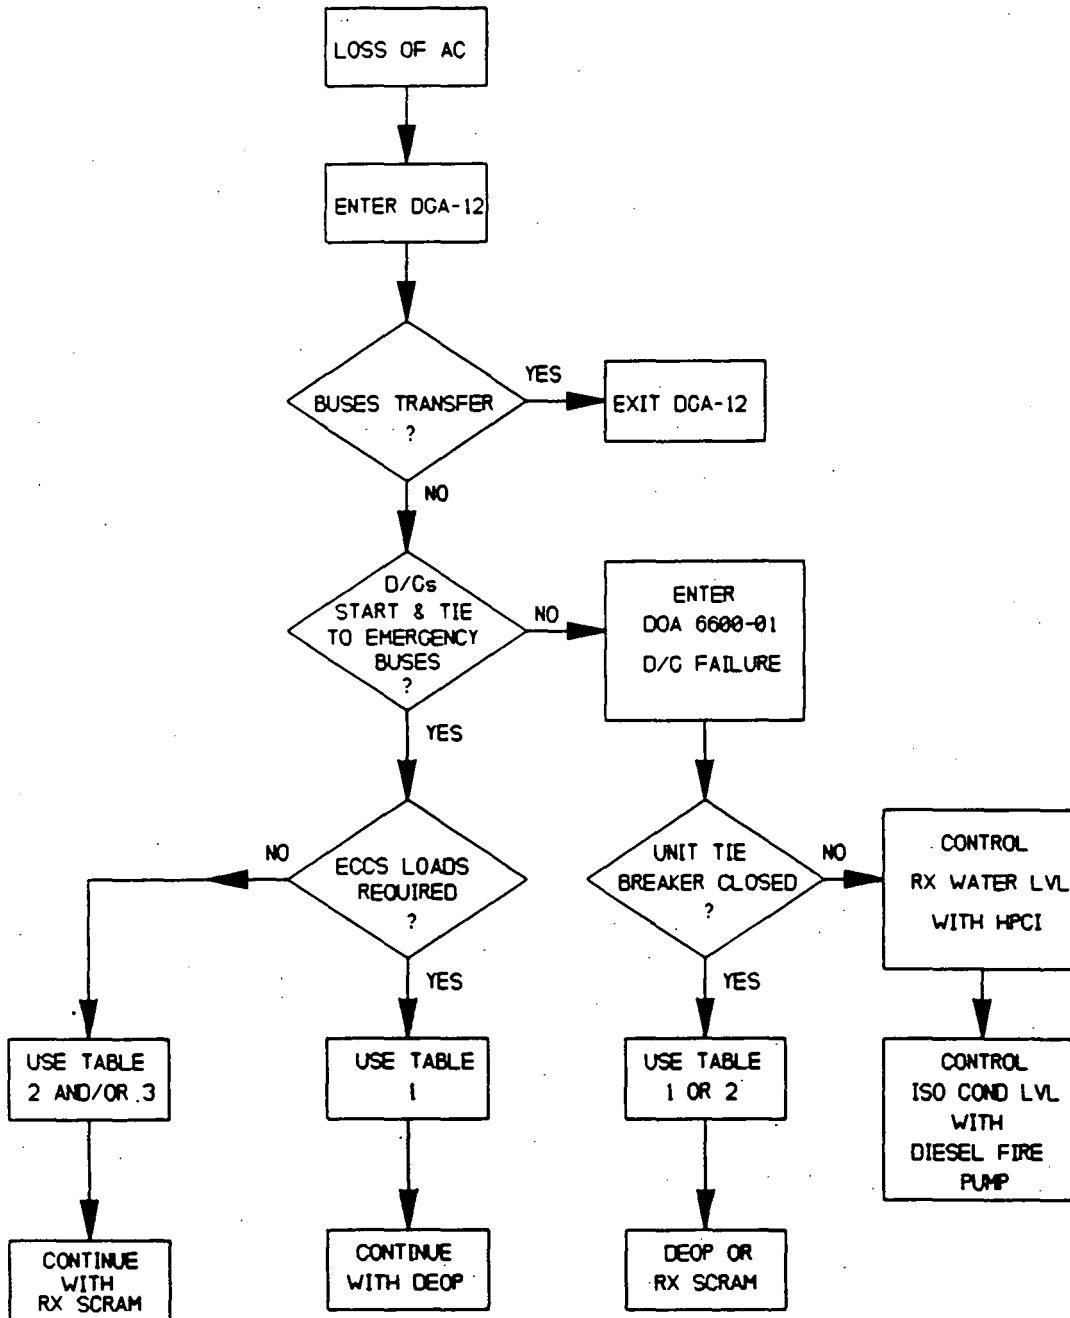 LOSS OF AC
ENTER DGA-12
BUSES TRANSFER
?
YES
EXIT DGA-12
NO
D/Gs
START & TIE
TO EMERGENCY
BUSES
?
NO
ENTER
DOA 6600-01
D/G FAILURE
YES
ECCS LOADS
REQUIRED
?
NO
YES
UNIT TIE
BREAKER CLOSED
?
NO
YES
CONTROL
RX WATER LVL
WITH HPCI
USE TABLE
2 AND/OR 3
USE TABLE
1
USE TABLE
1 OR 2
CONTROL
ISO COND LVL
WITH
DIESEL FIRE
PUMP
CONTINUE
WITH
RX SCRAM
CONTINUE
WITH DEOP
DEOP OR
RX SCRAM